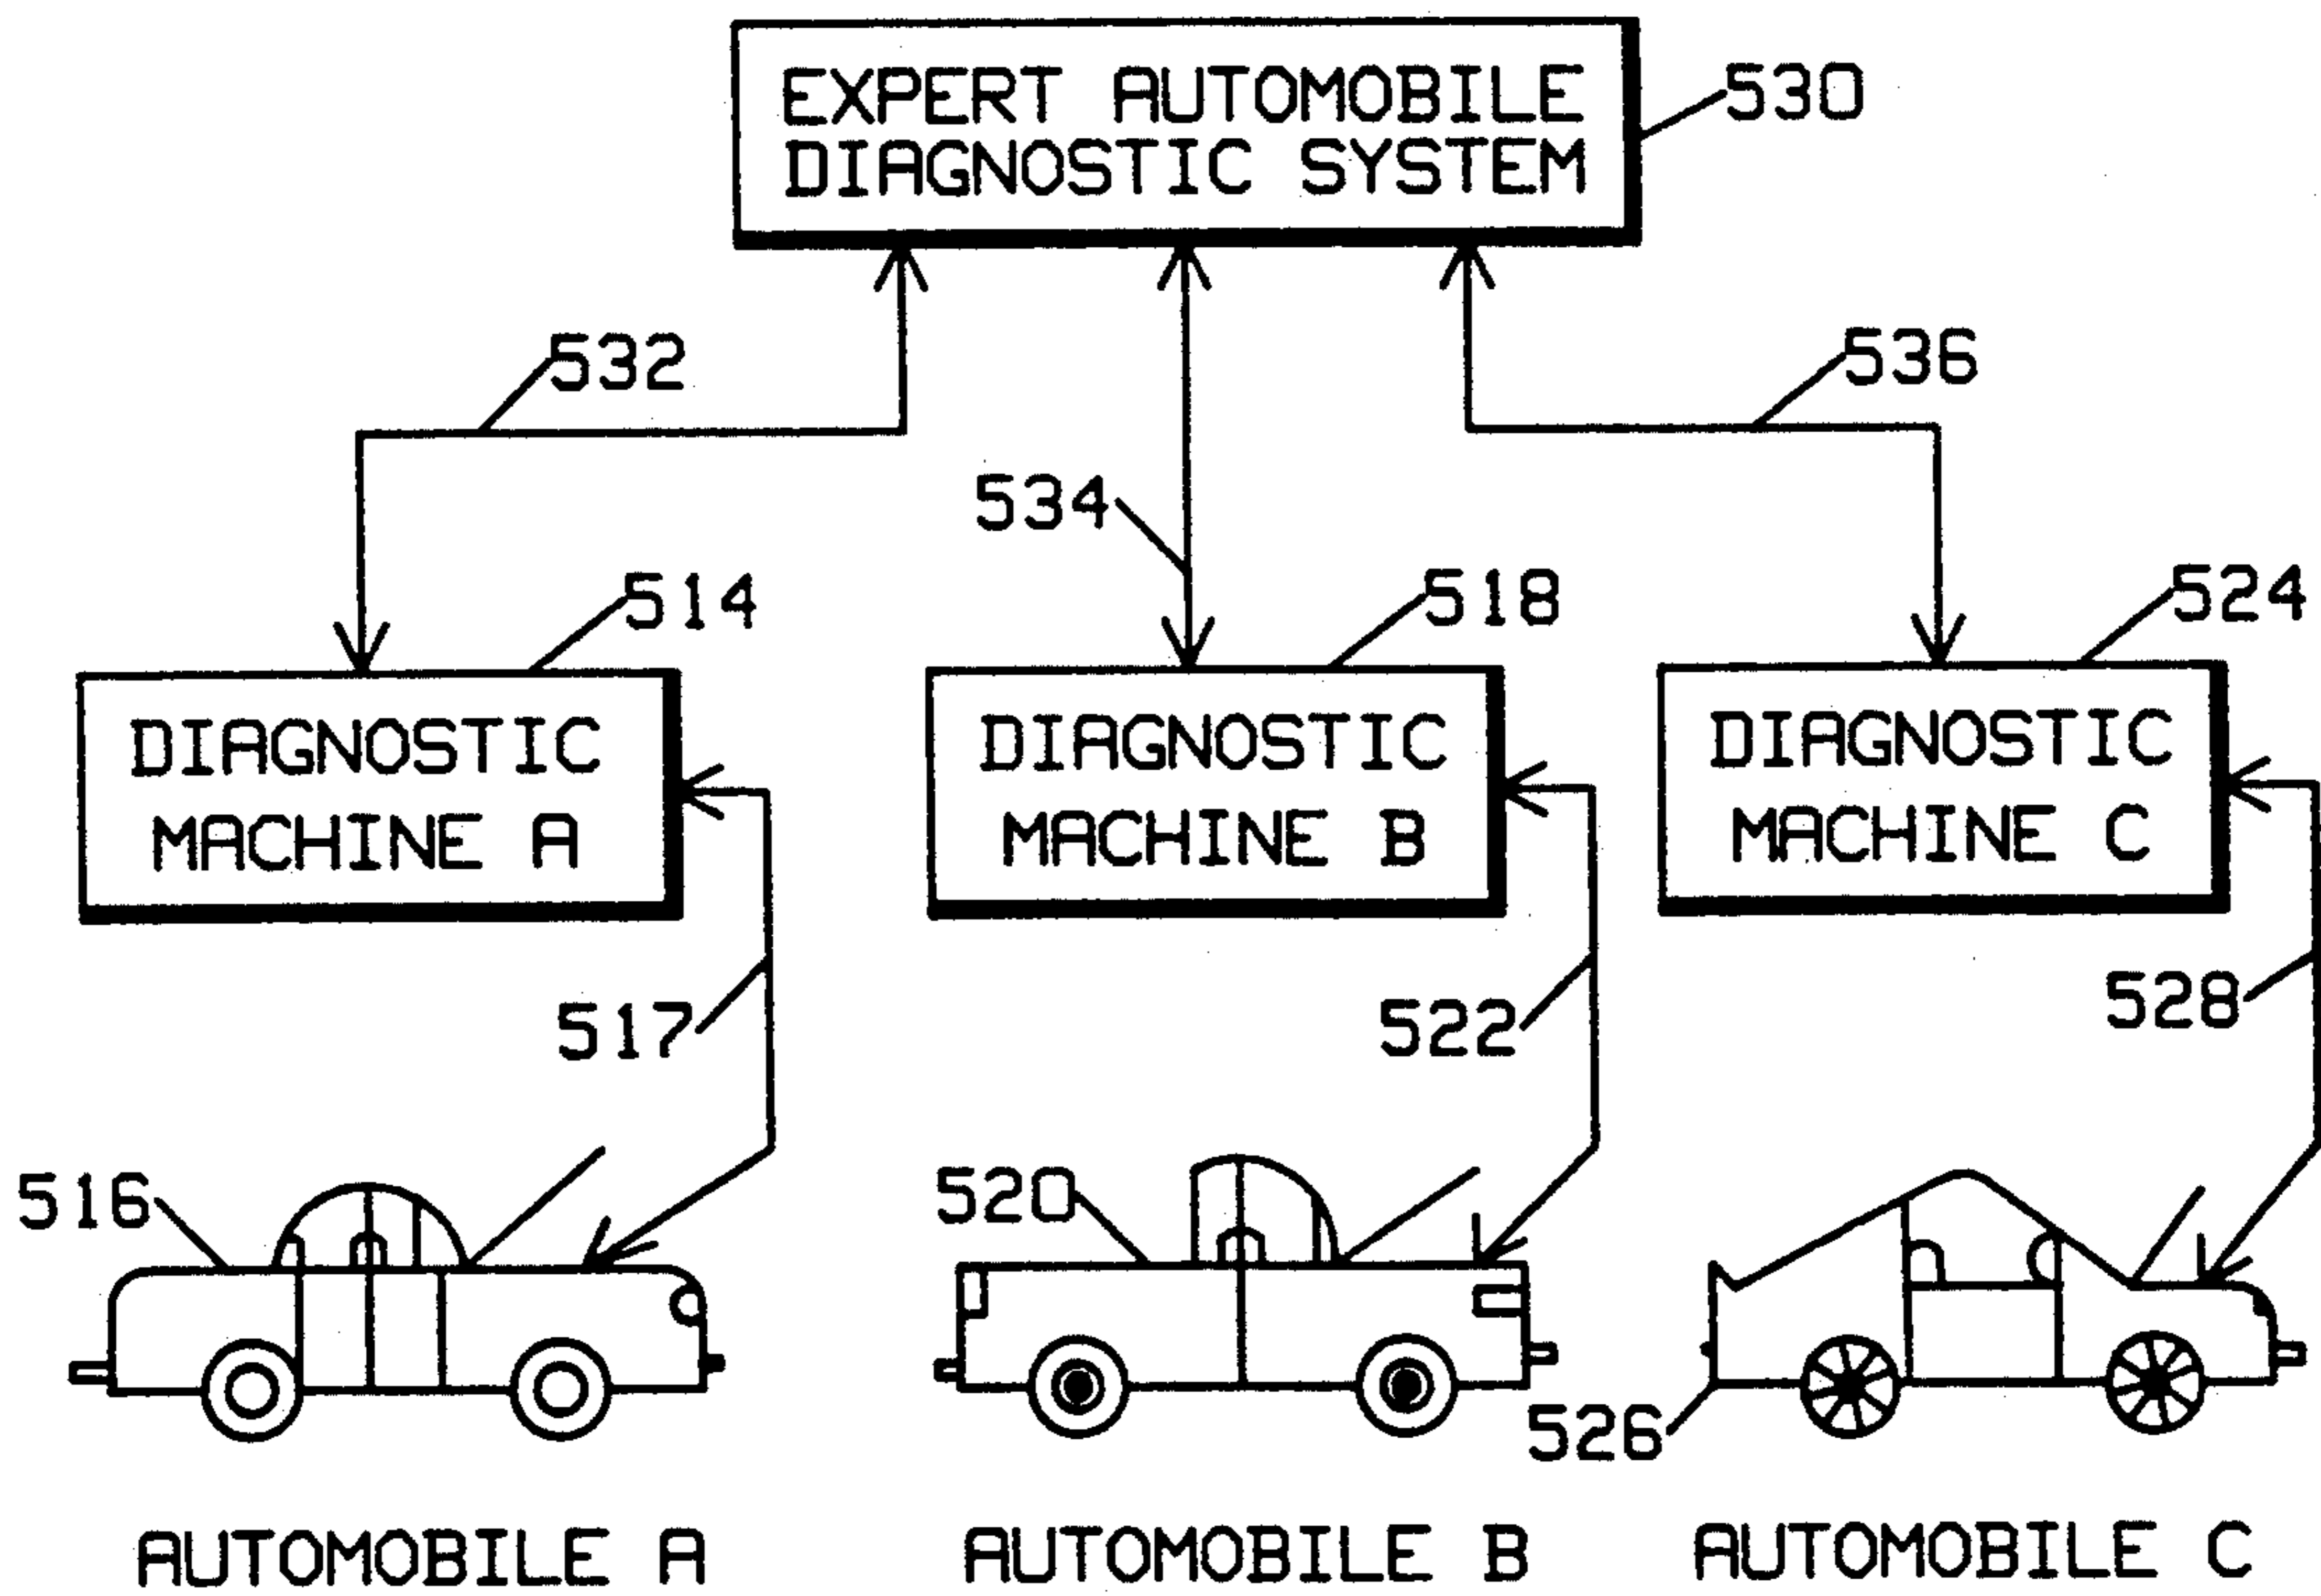 EXPERT AUTOMOBILE
DIAGNOSTIC SYSTEM
530
532
536
534
514
518
524
DIAGNOSTIC
MACHINE A
DIAGNOSTIC
MACHINE B
DIAGNOSTIC
MACHINE C
517
522
528
516
520
526
AUTOMOBILE A
AUTOMOBILE B
AUTOMOBILE C